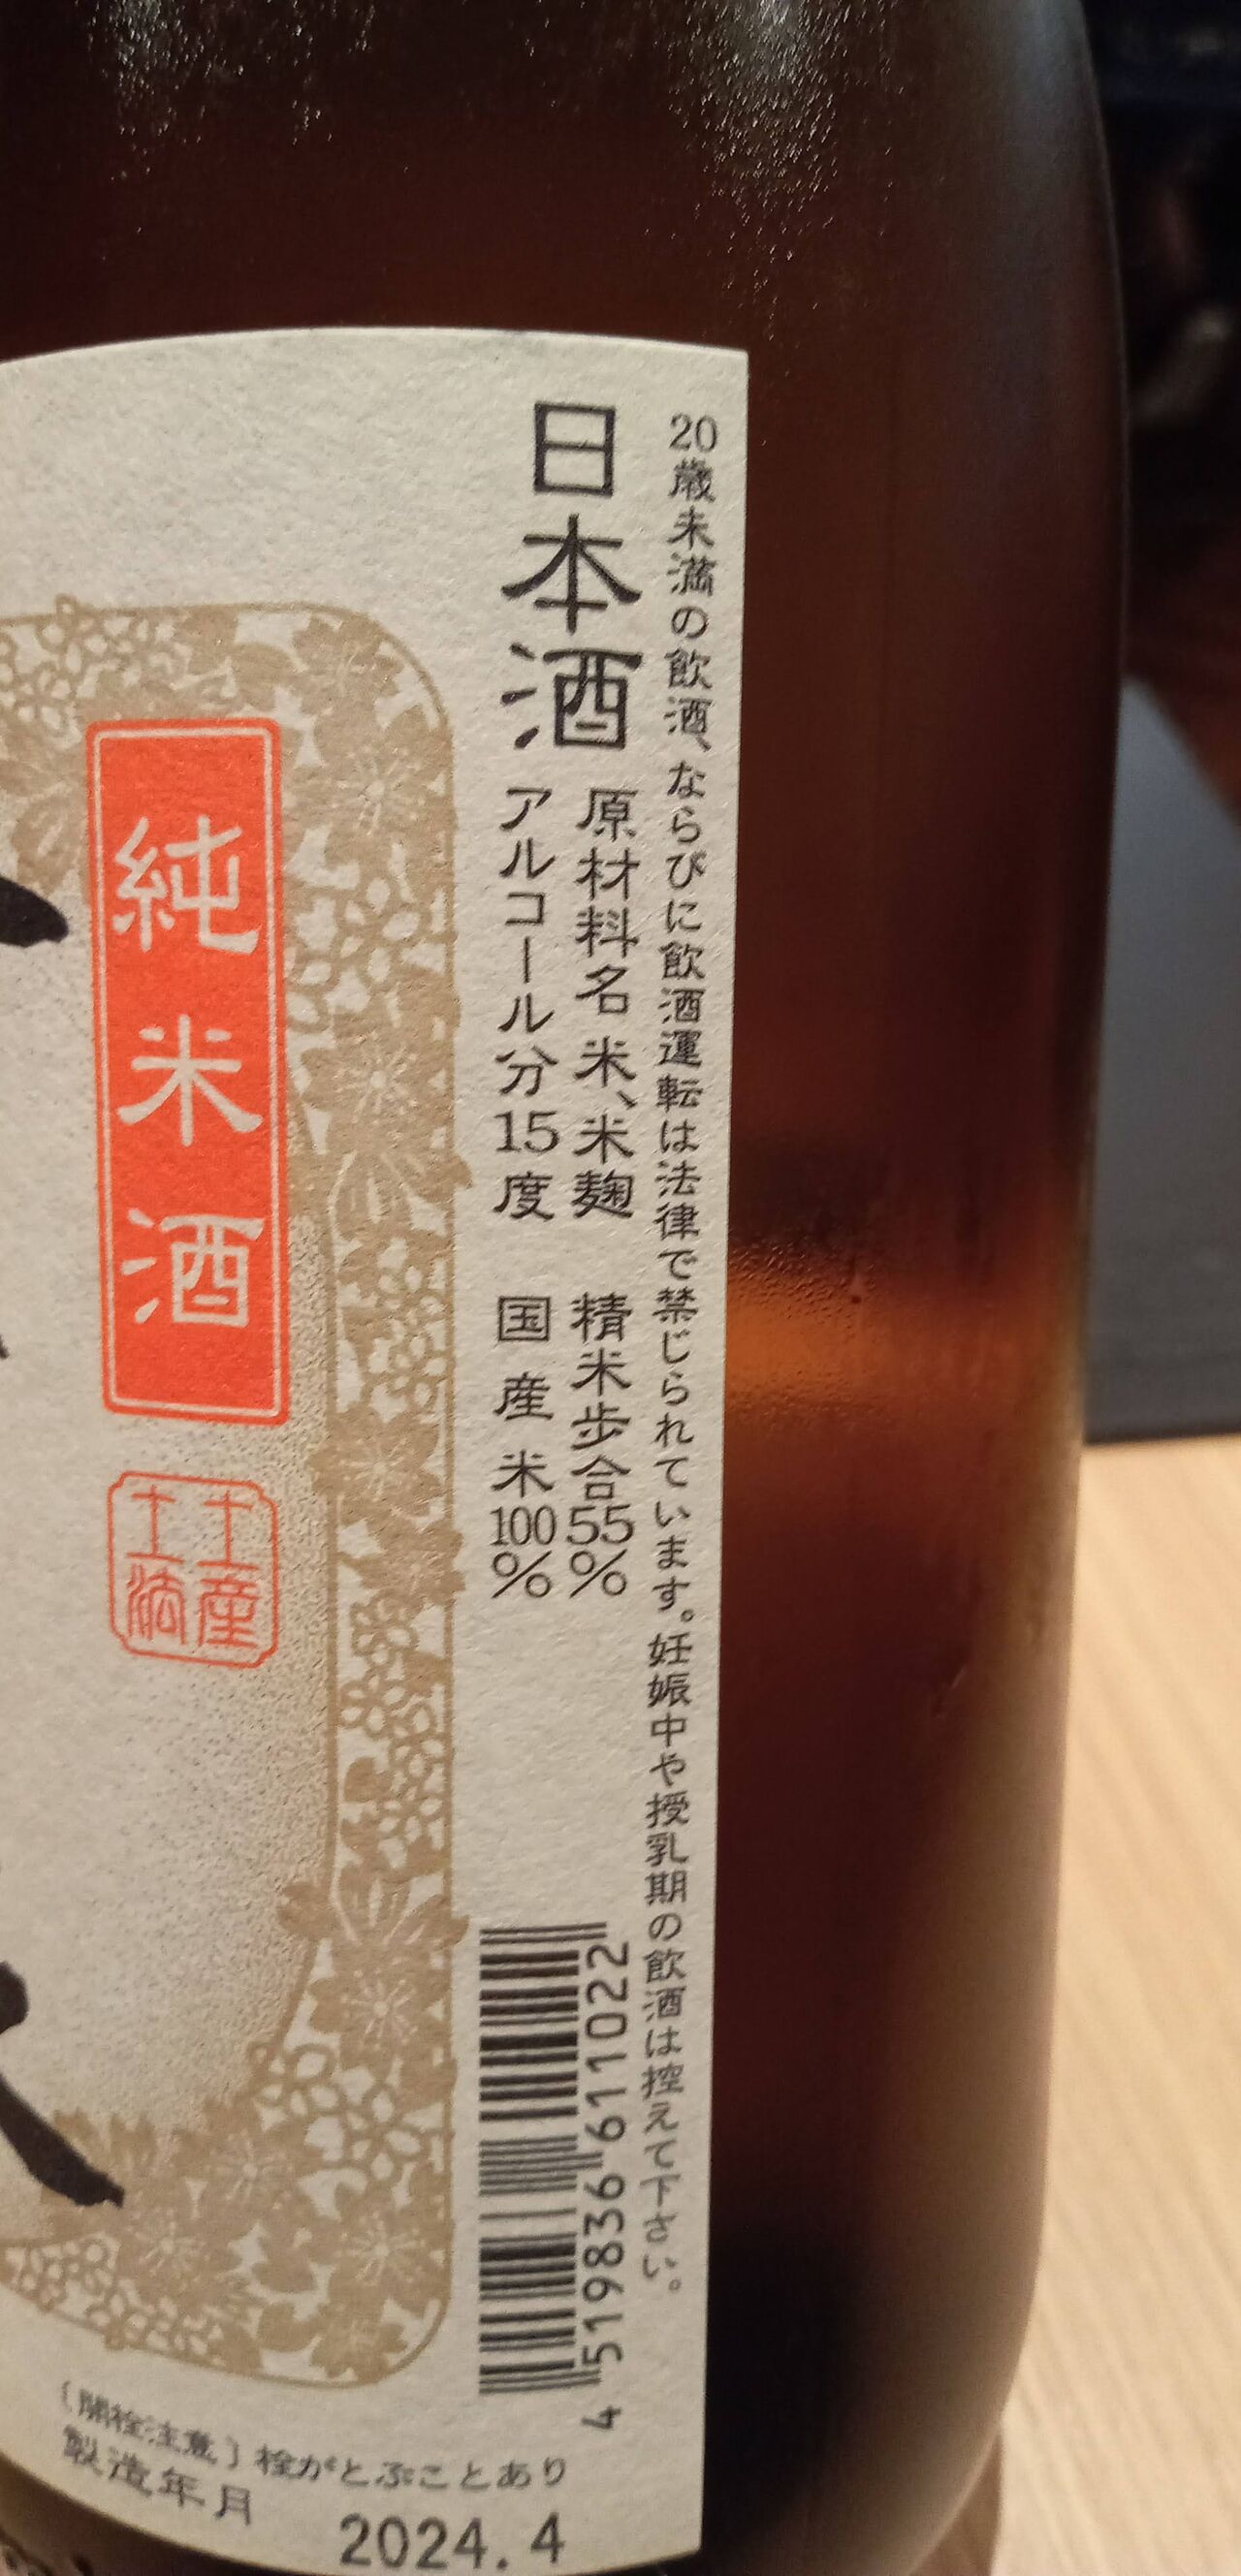 20歳未満の飲酒、ならびに飲酒運転は法律で禁じられています。妊娠中や授乳期の飲酒は控えて下さい。
日本酒
原材料名 米、米麹 精米歩合55%
アルコール分15度 国産米100%
純米酒
4 519836 611022
(開栓注意)栓がとぶことあり
製造年月 2024.4